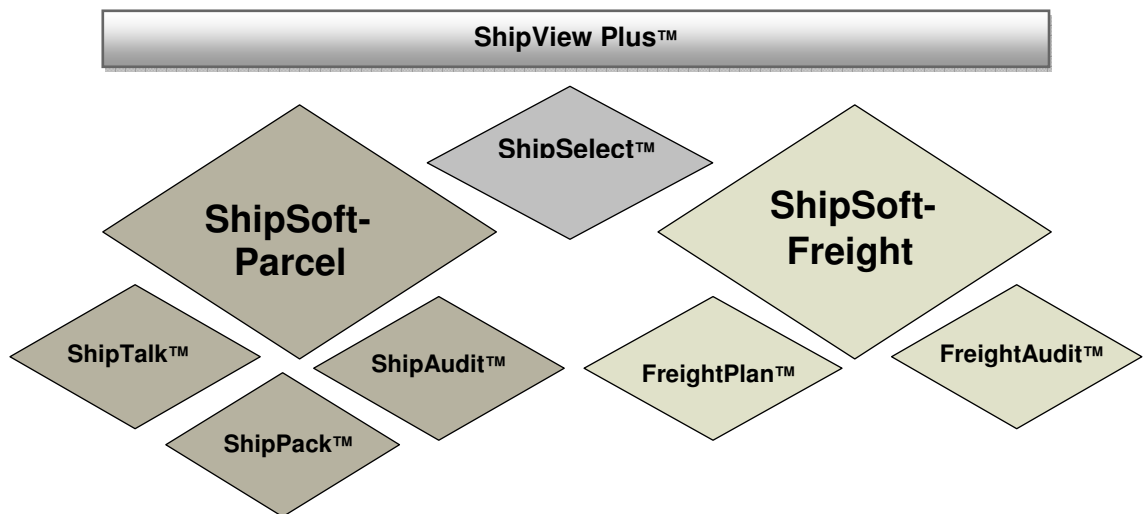 ShipView Plus™
ShipSelect™
ShipSoft-
Parcel
ShipSoft-
Freight
ShipTalk™
ShipAudit™
FreightPlan™
FreightAudit™
ShipPack™